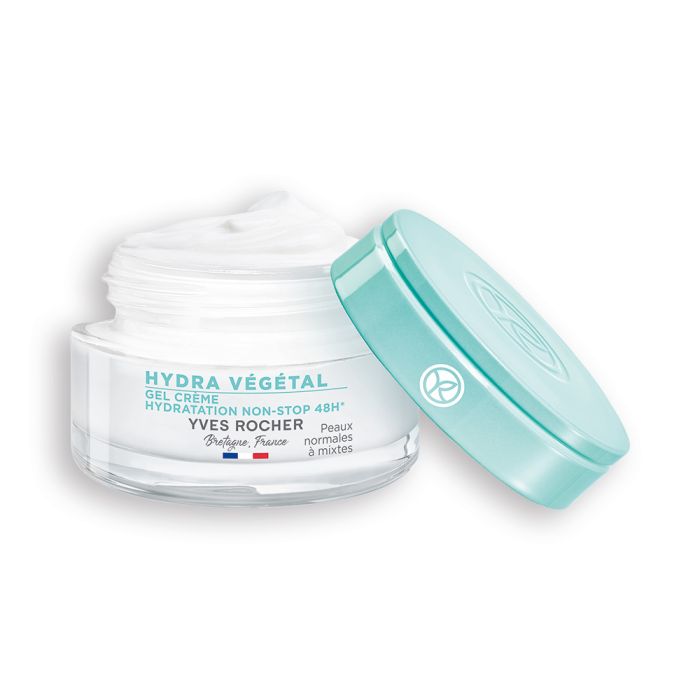 HYDRA VÉGÉTAL
GEL CRÈME
HYDRATATION NON-STOP 48H*
YVES ROCHER
Bretagne, France
Peaux
normales
à mixtes